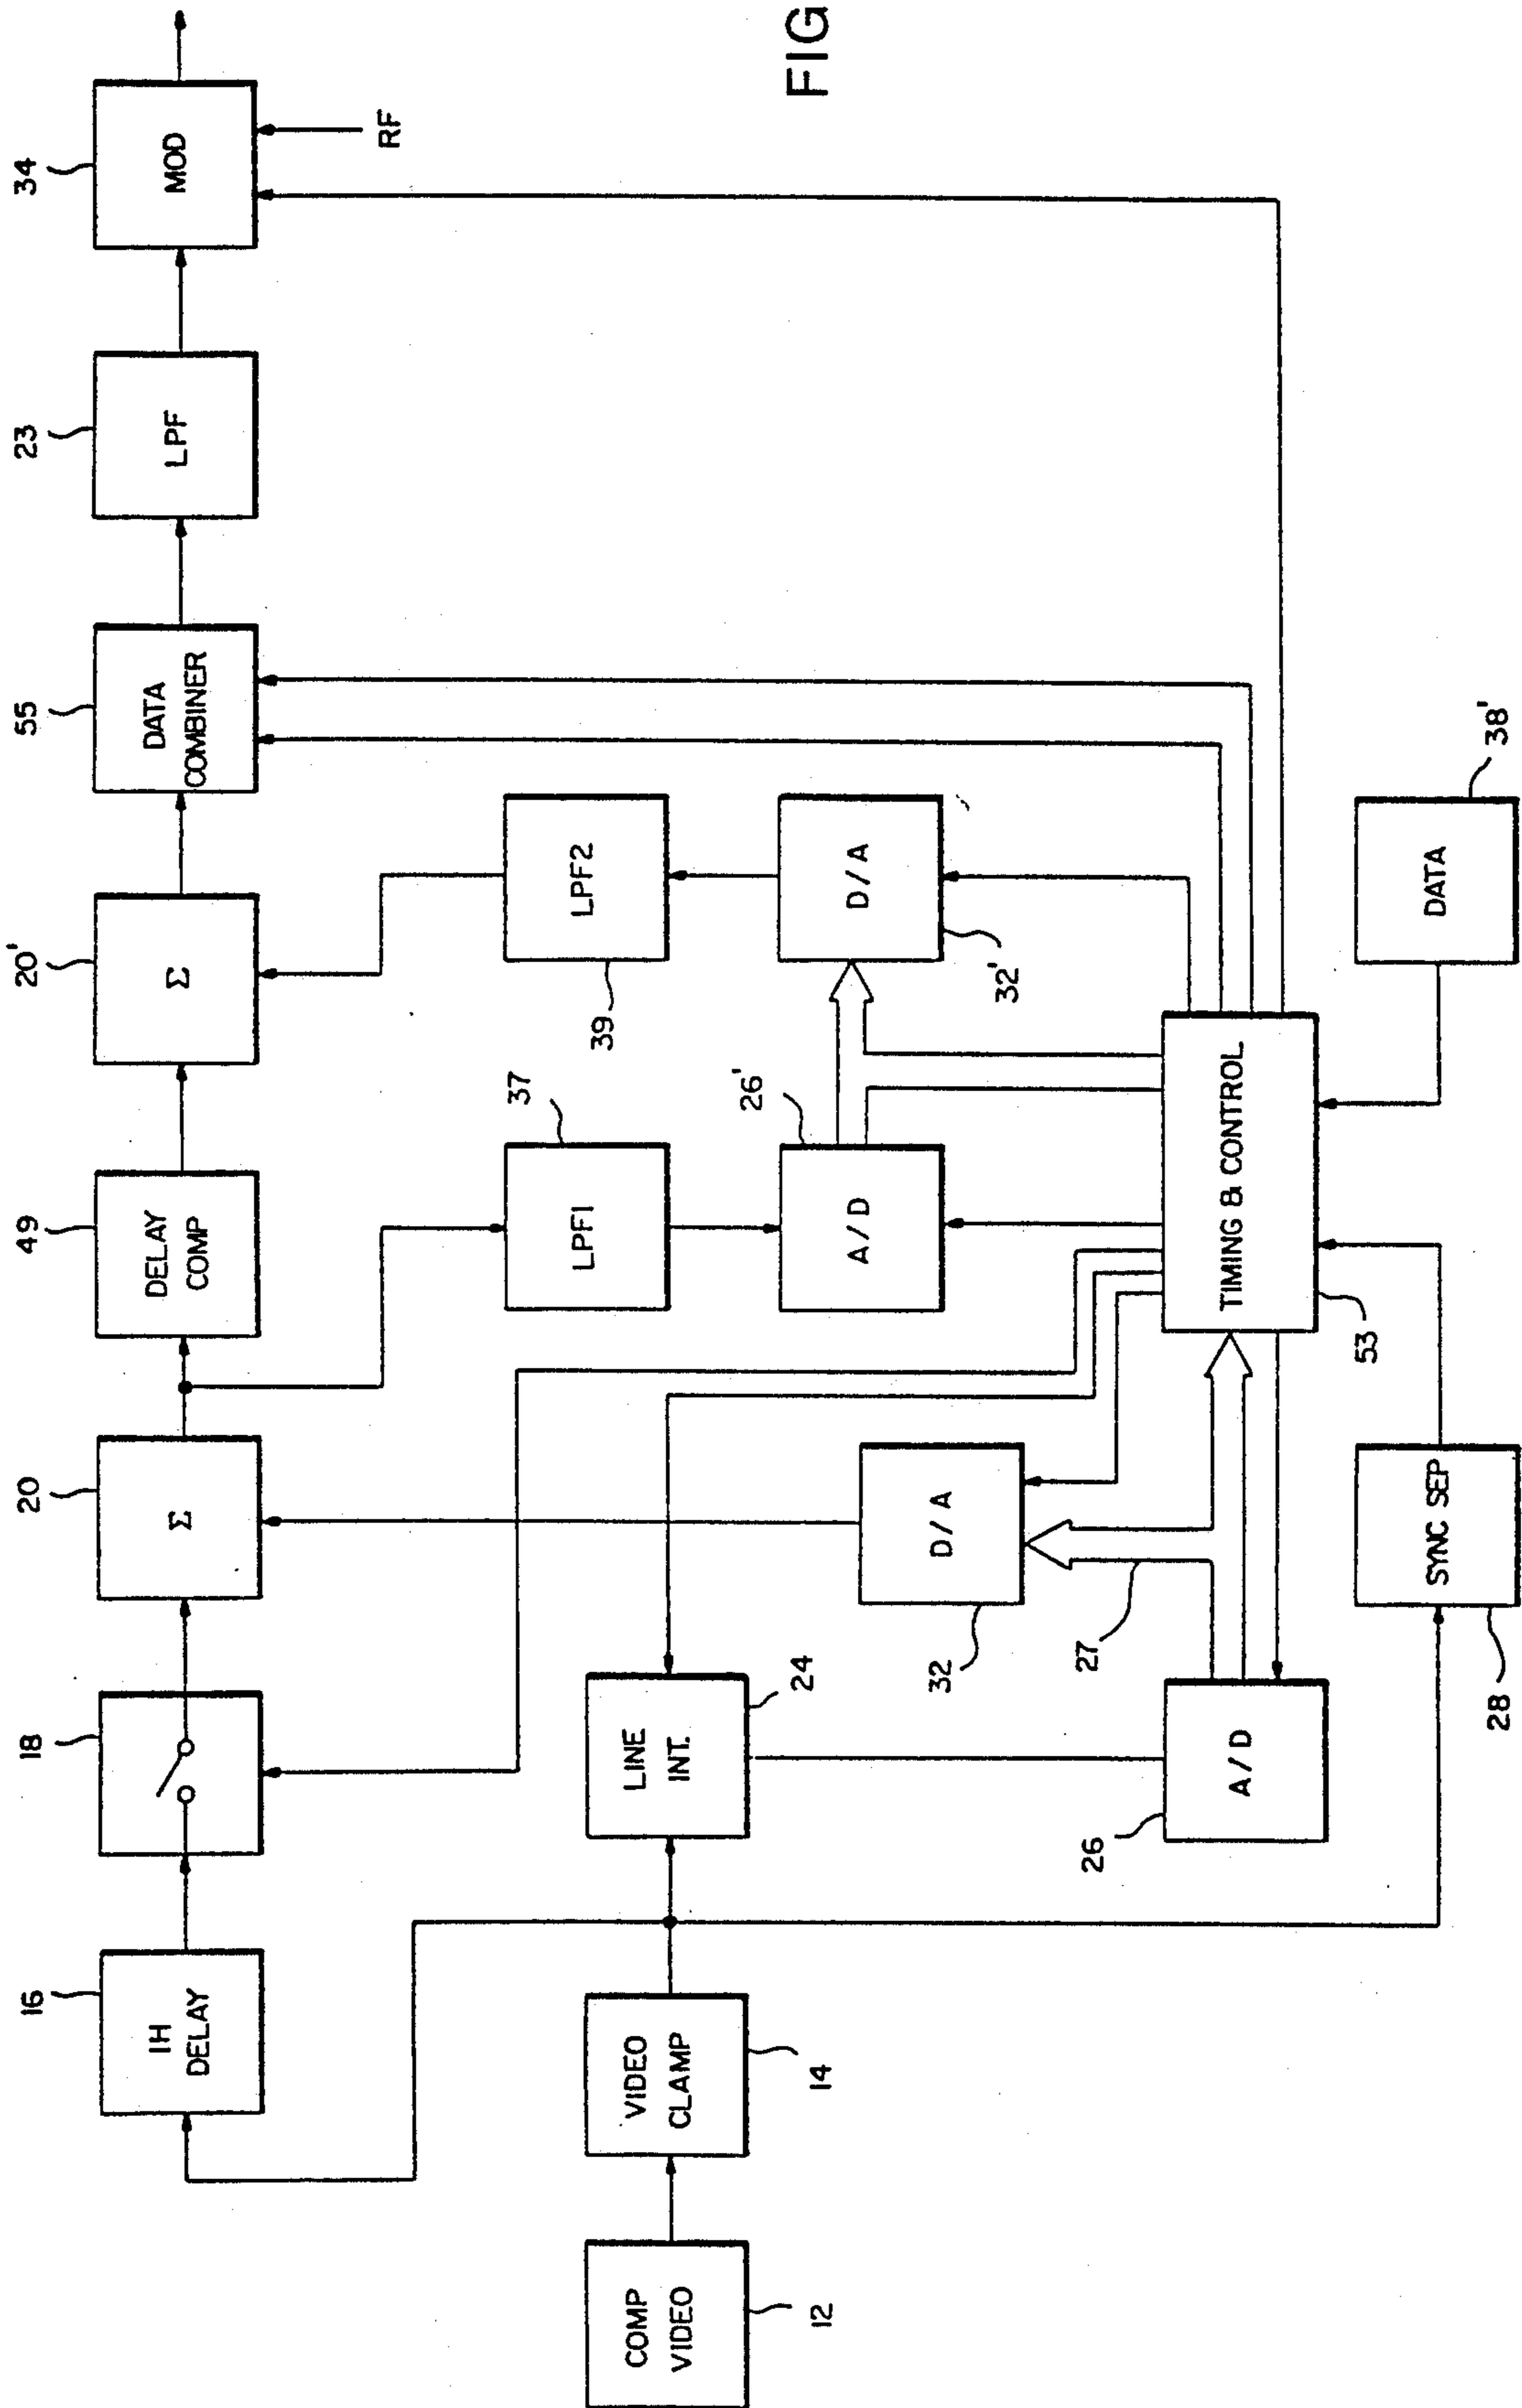 16
1H
DELAY
18
20
Σ
49
DELAY
COMP
20'
Σ
55
DATA
COMBINER
23
LPF
34
MOD
RF
12
COMP
VIDEO
14
VIDEO
CLAMP
24
LINE
INT.
37
LPF1
39
LPF2
32
D/A
26'
A/D
32'
D/A
27
26
A/D
53
TIMING & CONTROL
28
SYNC SEP
38'
DATA
FIG